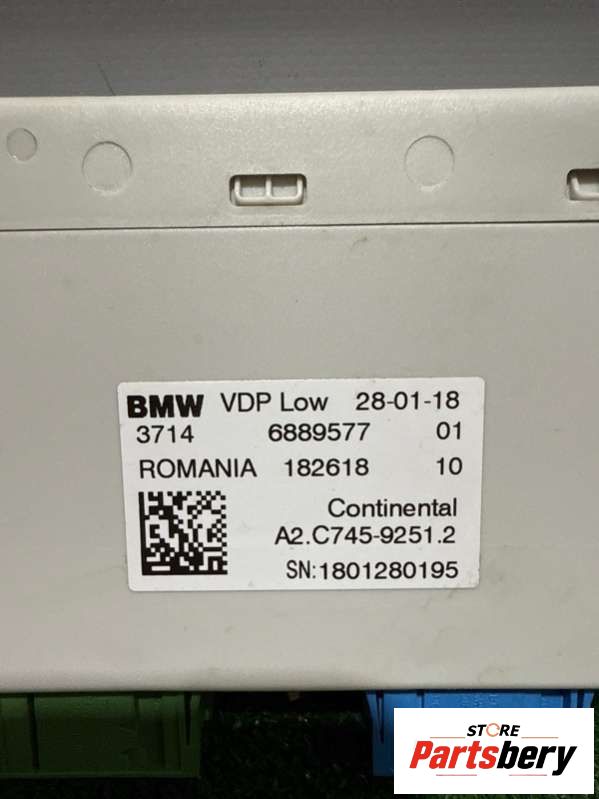 BMW VDP Low 28-01-18
3714 6889577 01
ROMANIA 182618 10
Continental
A2.C745-9251.2
SN:1801280195
STORE
Partsbery